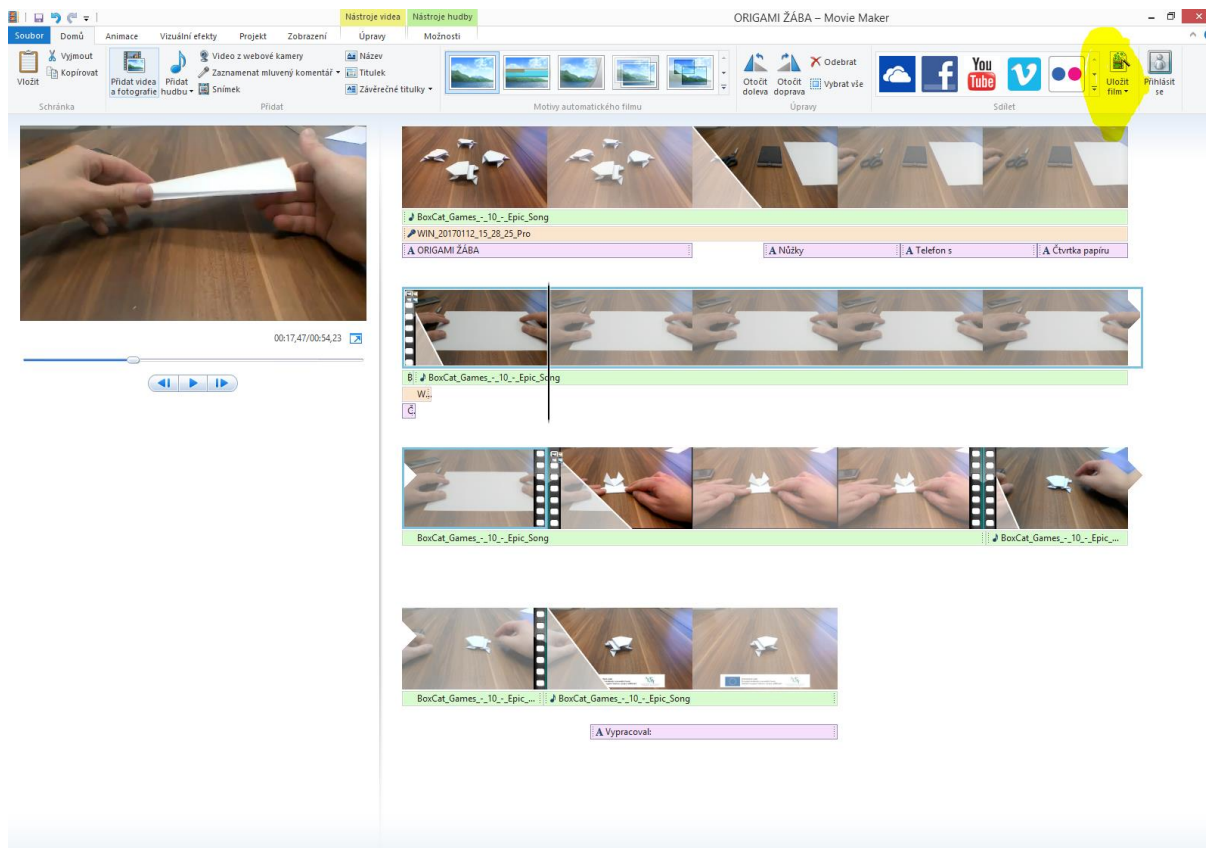 Nástroje videa Nástroje hudby ORIGAMI ŽÁBA – Movie Maker
Soubor Domů Animace Vizuální efekty Projekt Zobrazení Úpravy Možnosti
Vložit
Vyjmout
Kopírovat
Schránka
Přidat videa
a fotografie
Přidat
hudbu
Video z webové kamery
Zaznamenat mluvený komentář
Snímek
Název
Titulek
Závěrečné titulky
Přidat
Motivy automatického filmu
Otočit
doleva
Otočit
doprava
Odebrat
Vybrat vše
Úpravy
You
Tube
Sdílet
Uložit
film
Přihlásit
se
00:17,47/00:54,23
BoxCat_Games_-_10_-_Epic_Song
WIN_20170112_15_28_25_Pro
A ORIGAMI ŽÁBA A Nůžky A Telefon s A Čtvrtka papíru
B BoxCat_Games_-_10_-_Epic_Song
W...
Č.
BoxCat_Games_-_10_-_Epic_Song BoxCat_Games_-_10_-_Epic_...
BoxCat_Games_-_10_-_Epic_... BoxCat_Games_-_10_-_Epic_Song
A Vypracoval: